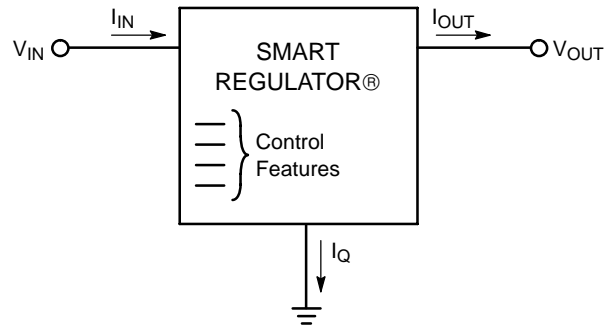 I_IN
I_OUT
V_IN
SMART
REGULATOR®
V_OUT
Control
Features
I_Q